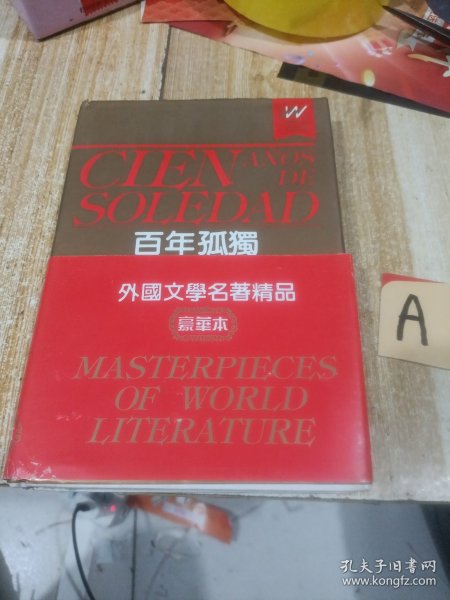 W
CIEN AÑOS
DE
SOLEDAD
百年孤獨
外國文學名著精品
豪華本
MASTERPIECES
OF WORLD
LITERATURE
A
孔夫子旧书网
www.kongfz.com